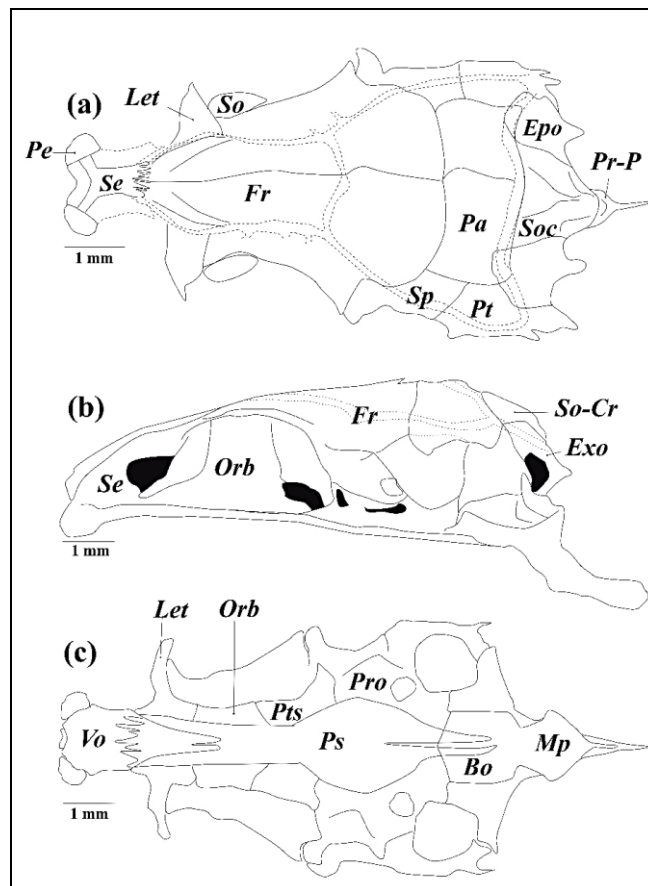 (a)
Let
So
Pe
Se
Fr
Epo
Pr-P
Pa
Soc
Sp
Pt
1 mm
(b)
Fr
So-Cr
Exo
Se
Orb
1 mm
Let
Orb
(c)
Pro
Pts
Vo
Ps
Mp
Bo
1 mm